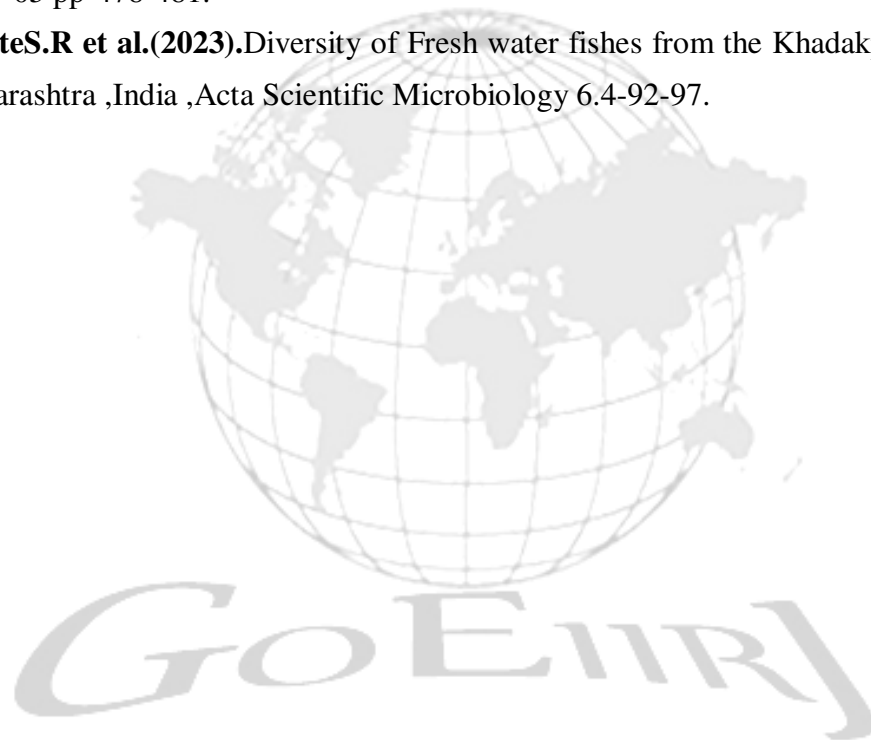 teS.R et al.(2023).Diversity of Fresh water fishes from the Khadak
arashtra ,India ,Acta Scientific Microbiology 6.4-92-97.
GOEIIRJ